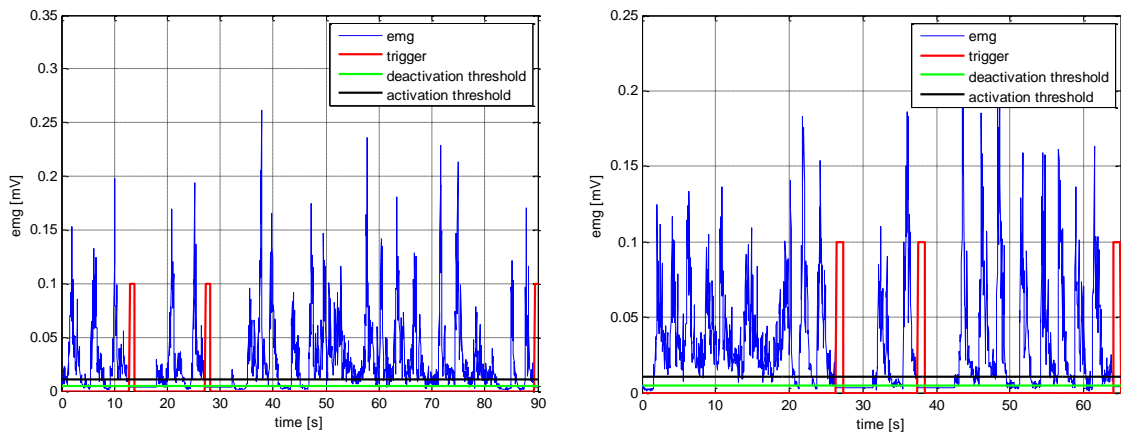 0.35
0.3
0.25
0.2
0.15
0.1
0.05
0
emg [mV]
0 10 20 30 40 50 60 70 80 90
time [s]
emg
trigger
deactivation threshold
activation threshold
0.25
0.2
0.15
0.1
0.05
0
emg [mV]
0 10 20 30 40 50 60
time [s]
emg
trigger
deactivation threshold
activation threshold